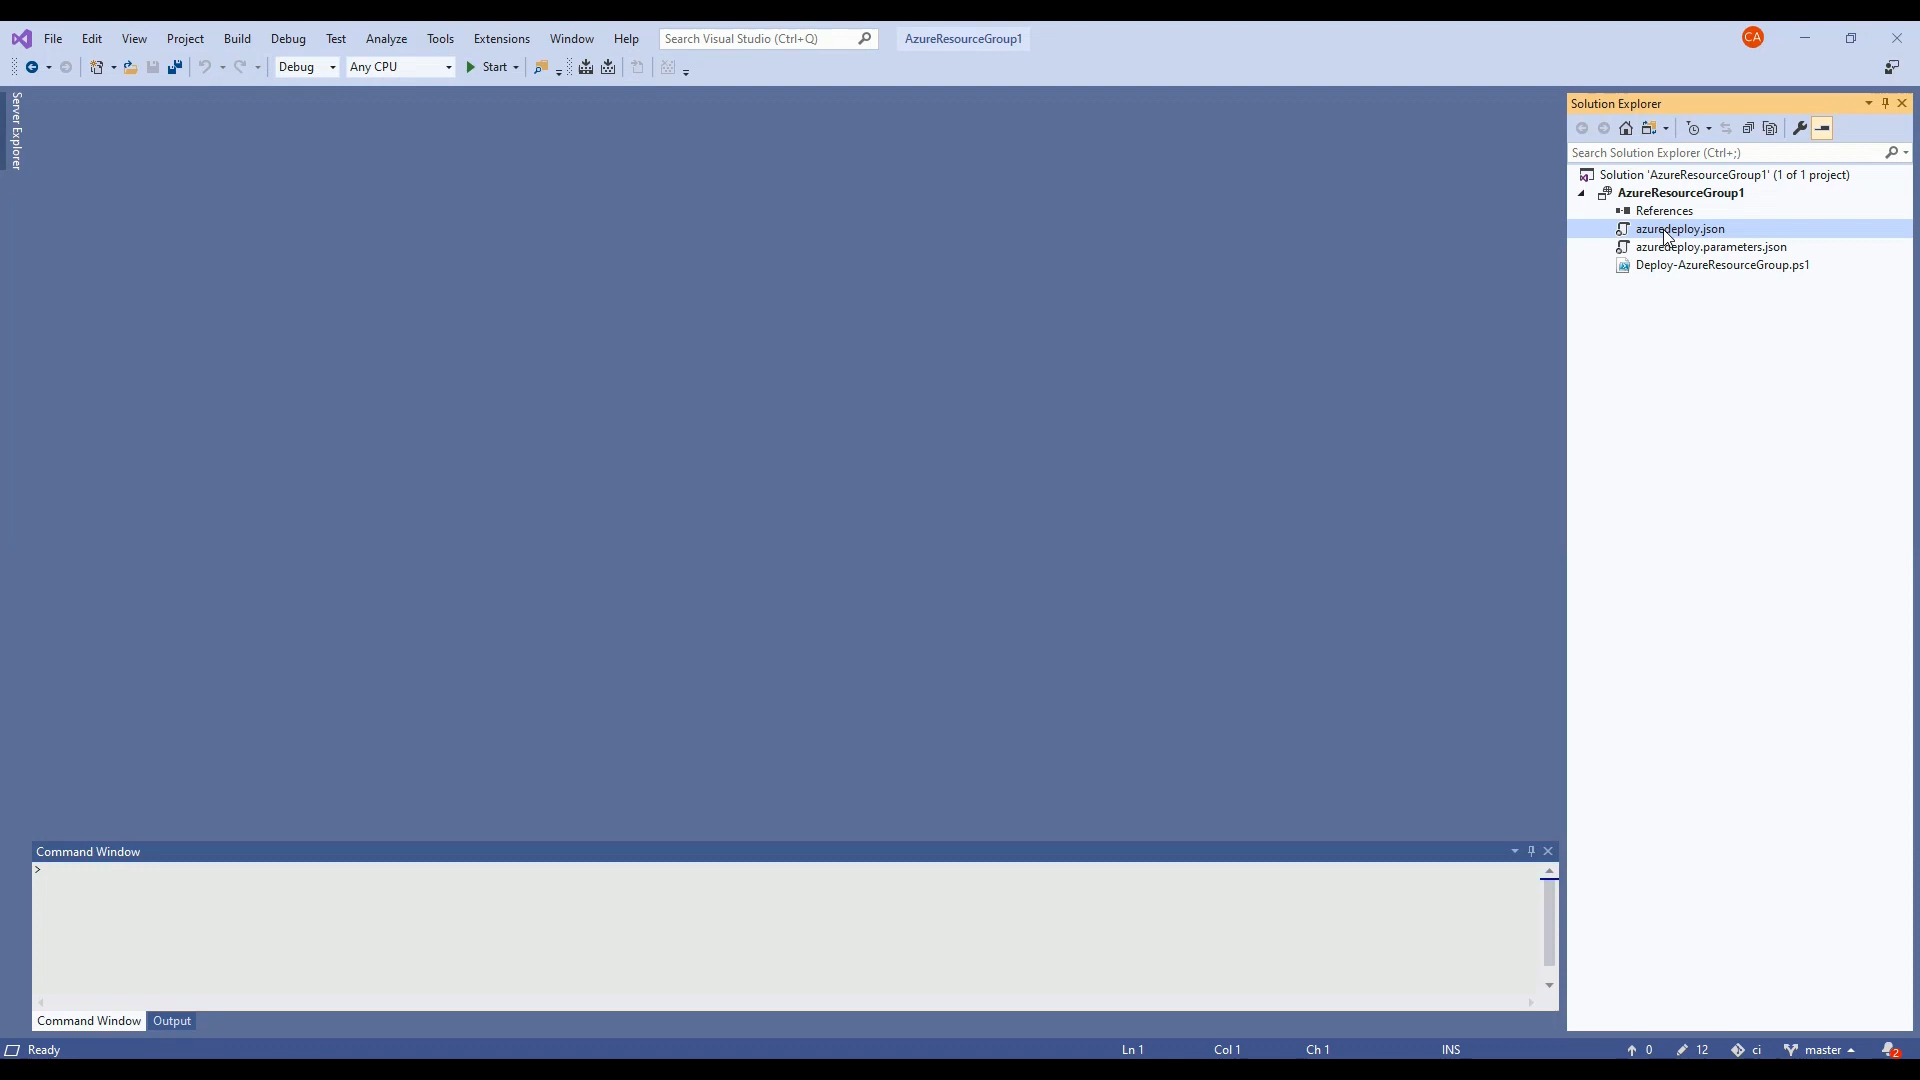 File Edit View Project Build Debug Test Analyze Tools Extensions Window Help Search Visual Studio (Ctrl+Q) AzureResourceGroup1 CA
Debug Any CPU Start
Server Explorer
Solution Explorer
Search Solution Explorer (Ctrl+;)
Solution 'AzureResourceGroup1' (1 of 1 project)
AzureResourceGroup1
References
azuredeploy.json
azuredeploy.parameters.json
Deploy-AzureResourceGroup.ps1
Command Window
>
Command Window Output
Ready Ln 1 Col 1 Ch 1 INS 0 12 ci master 2